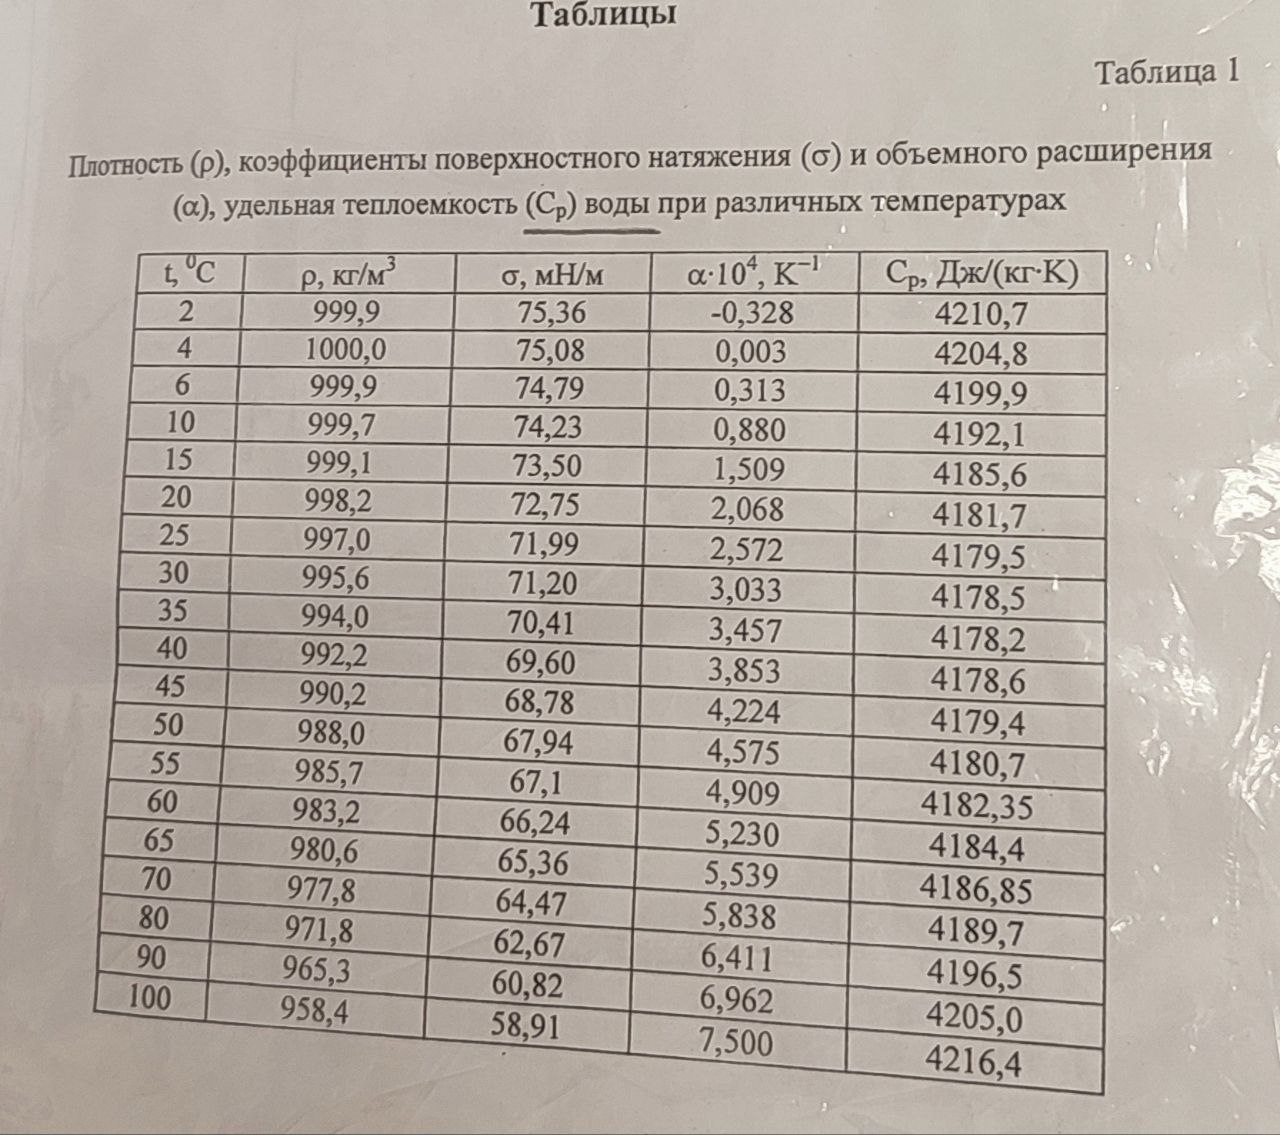 Таблицы
Таблица 1
Плотность (ρ), коэффициенты поверхностного натяжения (σ) и объемного расширения
(α), удельная теплоемкость (Cₚ) воды при различных температурах
t, ⁰C ρ, кг/м³ σ, мН/м α·10⁴, K⁻¹ Cₚ, Дж/(кг·K)
2 999,9 75,36 -0,328 4210,7
4 1000,0 75,08 0,003 4204,8
6 999,9 74,79 0,313 4199,9
10 999,7 74,23 0,880 4192,1
15 999,1 73,50 1,509 4185,6
20 998,2 72,75 2,068 4181,7
25 997,0 71,99 2,572 4179,5
30 995,6 71,20 3,033 4178,5
35 994,0 70,41 3,457 4178,2
40 992,2 69,60 3,853 4178,6
45 990,2 68,78 4,224 4179,4
50 988,0 67,94 4,575 4180,7
55 985,7 67,1 4,909 4182,35
60 983,2 66,24 5,230 4184,4
65 980,6 65,36 5,539 4186,85
70 977,8 64,47 5,838 4189,7
80 971,8 62,67 6,411 4196,5
90 965,3 60,82 6,962 4205,0
100 958,4 58,91 7,500 4216,4